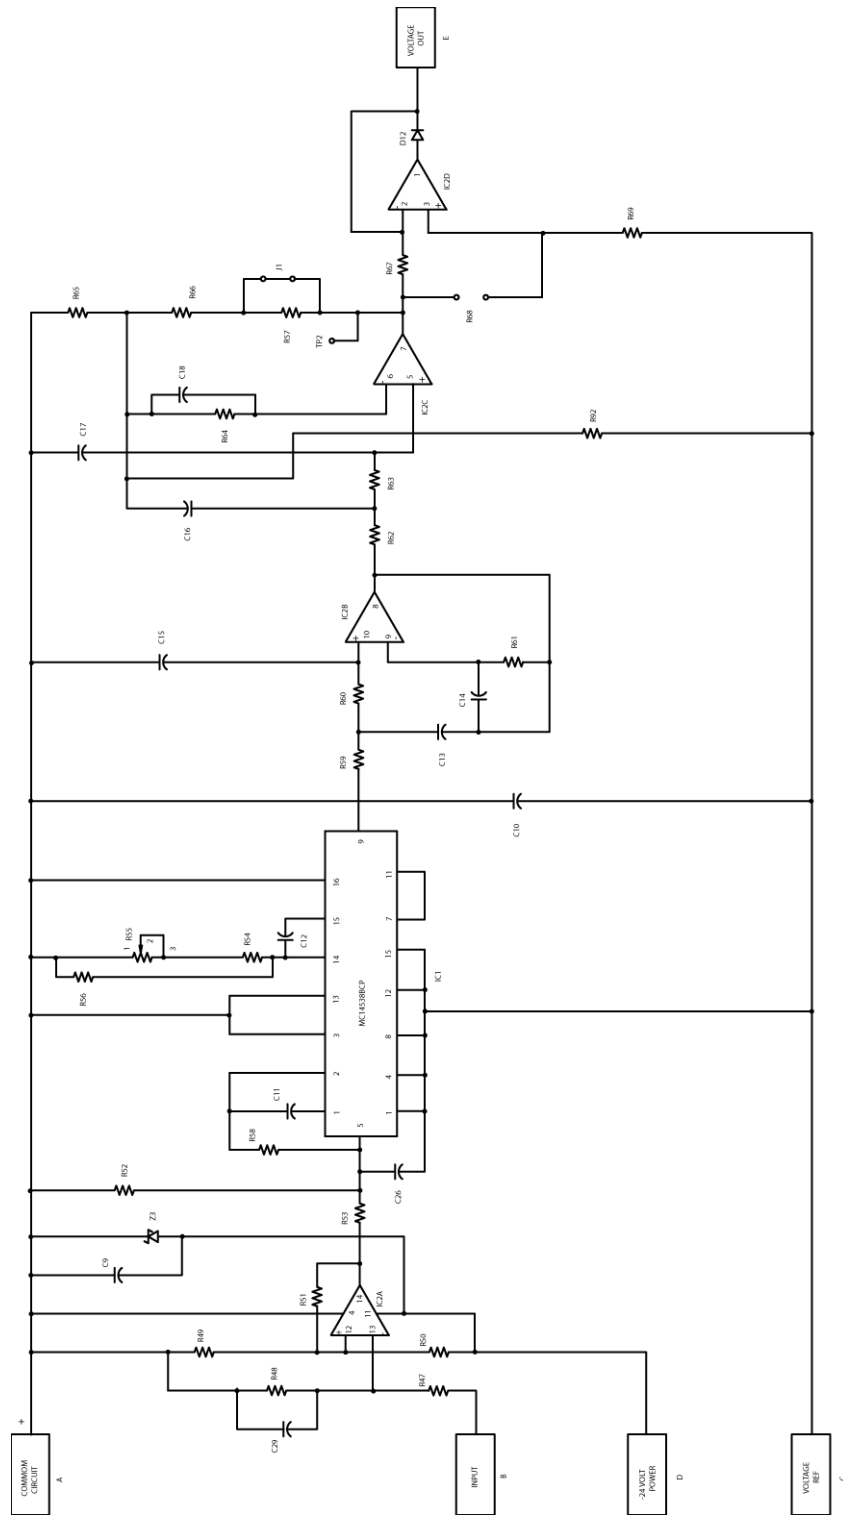 +
COMMOM
CIRCUIT
A
INPUT
B
-24 VOLT
POWER
D
VOLTAGE
REF
C29
R48
R47
R49
R50
R51
+
12
13
-
4
11
14
IC2A
C9
Z3
R53
R52
C26
R58
C11
5
1
2
3
13
14
15
16
MC14538BCP
9
1
4
8
12
15
7
11
IC1
R56
R55
1
2
3
R54
C12
C10
R59
C13
R60
C14
R61
C15
+
10
9
-
8
IC2B
R62
C16
R63
C17
R64
C18
R92
-
6
5
+
7
IC2C
R65
R66
R57
J1
TP2
R67
R68
R69
-
2
3
+
1
IC2D
D12
VOLTAGE
OUT
E